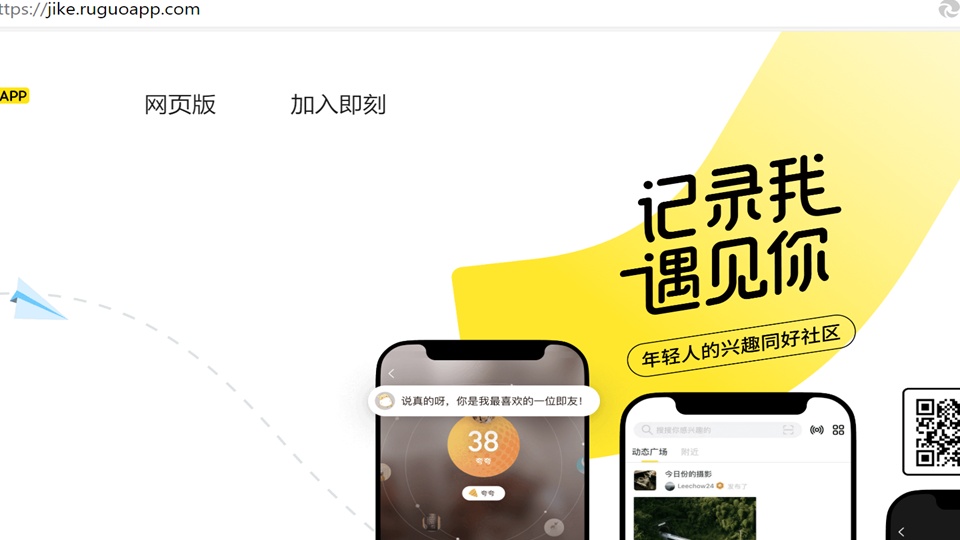 ttps://jike.ruguoapp.com
APP
网页版
加入即刻
记录我
遇见你
年轻人的兴趣同好社区
说真的呀，你是我最喜欢的一位即友！
38
夸夸
夸夸
搜搜你感兴趣的
动态广场
附近
今日份的摄影
Leechow24
发布了